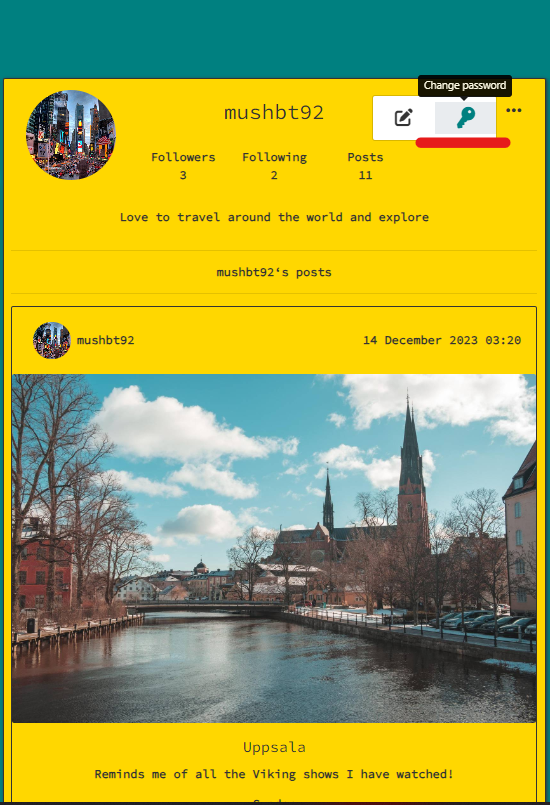 Change password
mushbt92
Followers Following Posts
3 2 11
Love to travel around the world and explore
mushbt92‘s posts
mushbt92 14 December 2023 03:20
Uppsala
Reminds me of all the Viking shows I have watched!